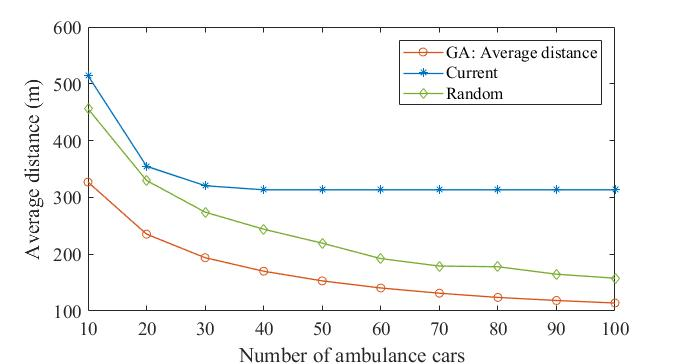 600
500
400
300
200
100
Average distance (m)
GA: Average distance
Current
Random
10 20 30 40 50 60 70 80 90 100
Number of ambulance cars